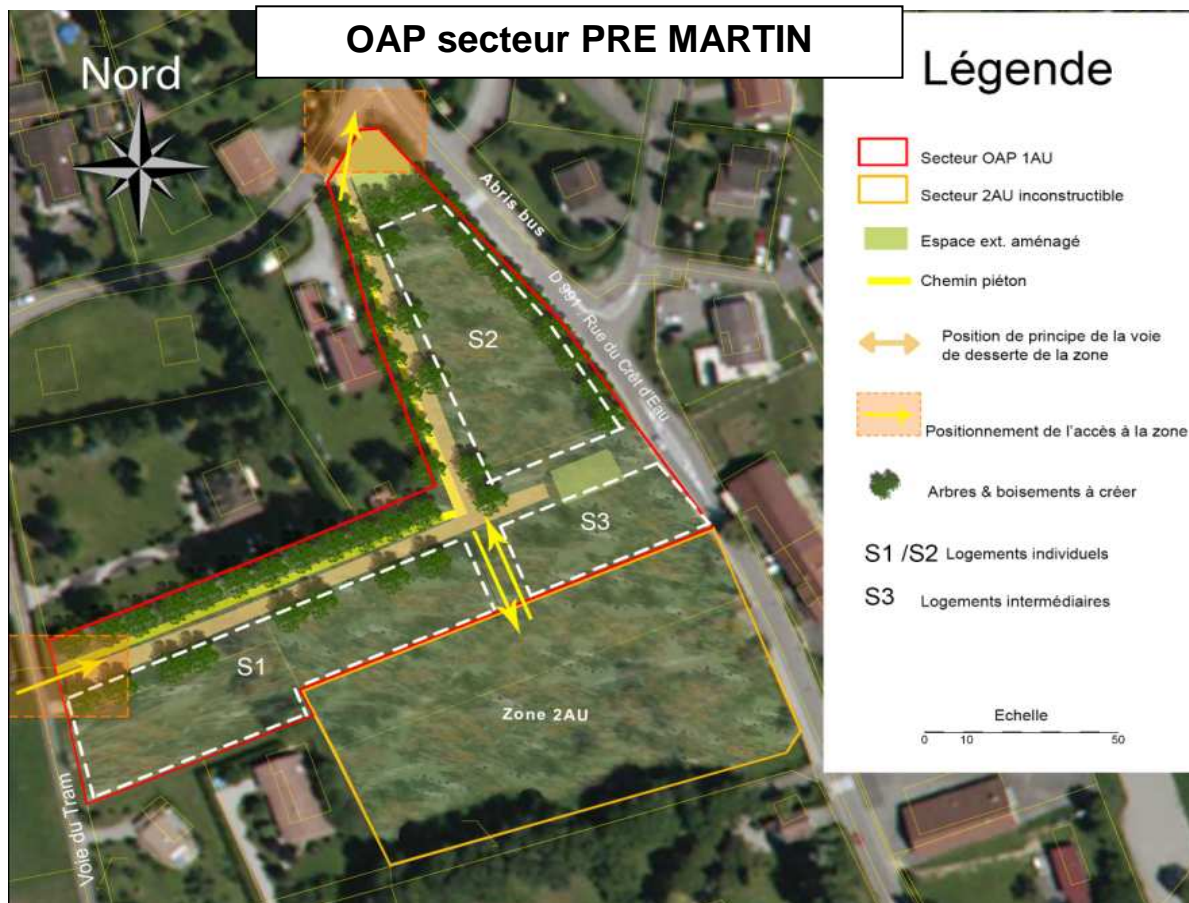 OAP secteur PRE MARTIN
Nord
Abris bus
D 991 - Rue du Crêt d'Eau
S2
S3
S1
Zone 2AU
Voie du Tram
Légende
Secteur OAP 1AU
Secteur 2AU inconstructible
Espace ext. aménagé
Chemin piéton
Position de principe de la voie
de desserte de la zone
Positionnement de l'accès à la zone
Arbres & boisements à créer
S1 /S2 Logements individuels
S3 Logements intermédiaires
Echelle
0 10 50